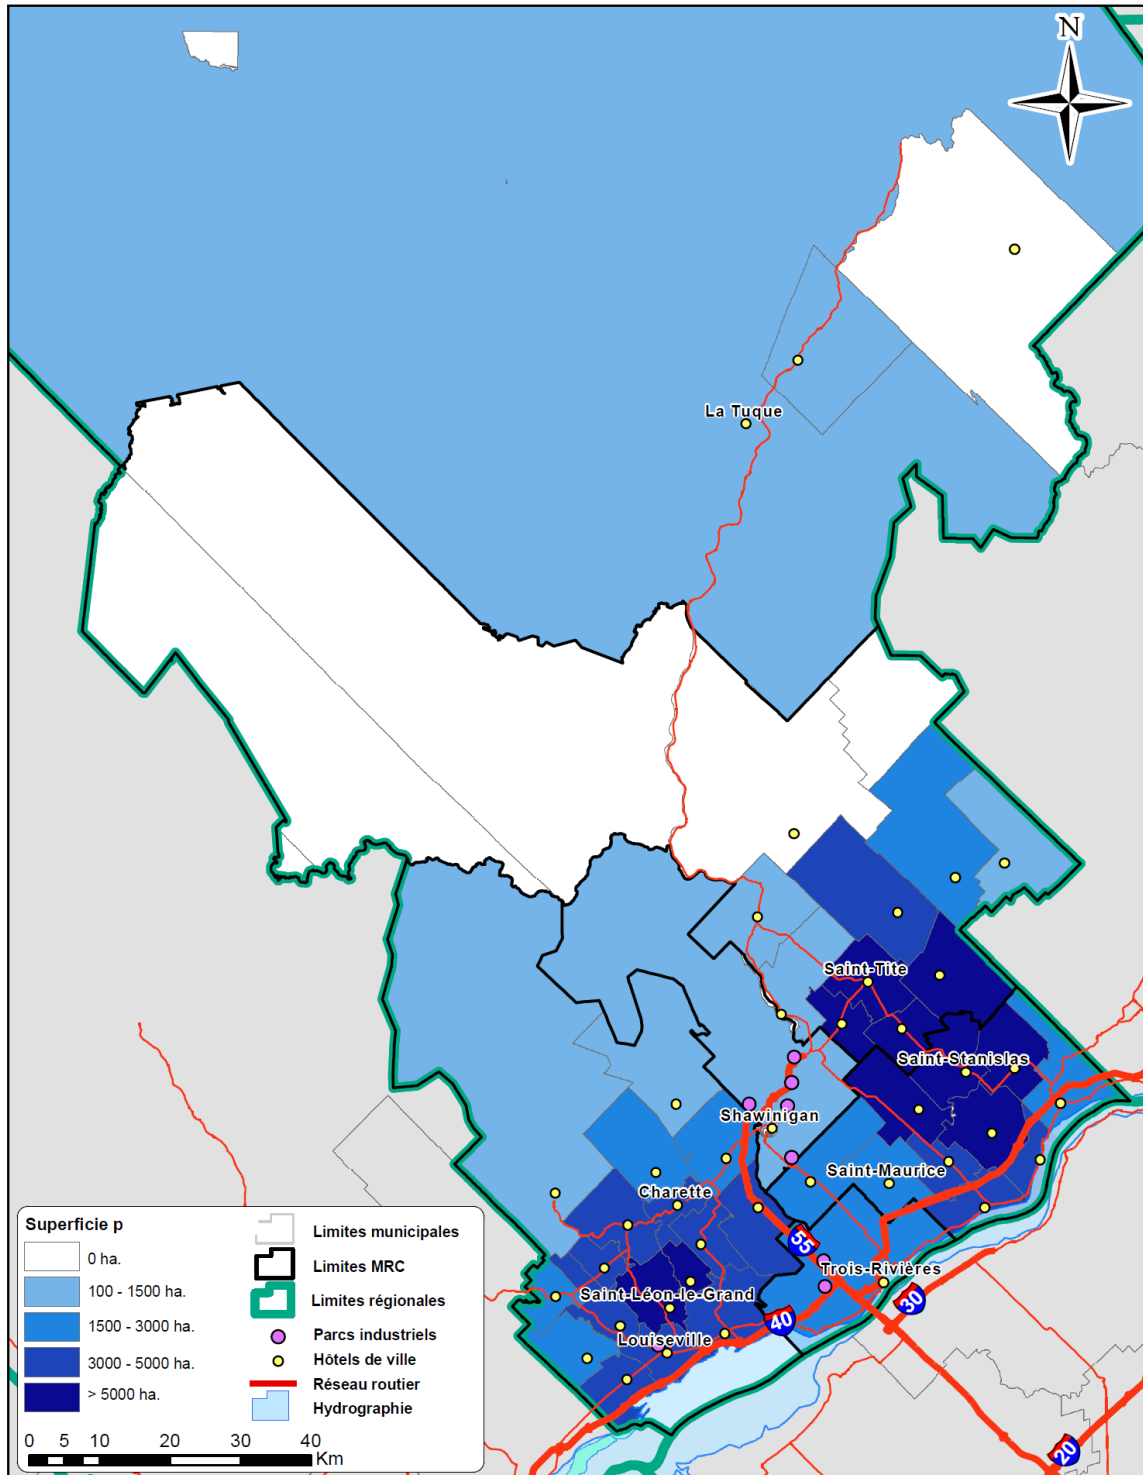 N
La Tuque
Saint-Tite
Saint-Stanislas
Shawinigan
Saint-Maurice
Charette
55
Trois-Rivières
Saint-Léon-le-Grand
30
40
Louiseville
20
Superficie p
0 ha.
100 - 1500 ha.
1500 - 3000 ha.
3000 - 5000 ha.
> 5000 ha.
Limites municipales
Limites MRC
Limites régionales
Parcs industriels
Hôtels de ville
Réseau routier
Hydrographie
0 5 10 20 30 40
Km